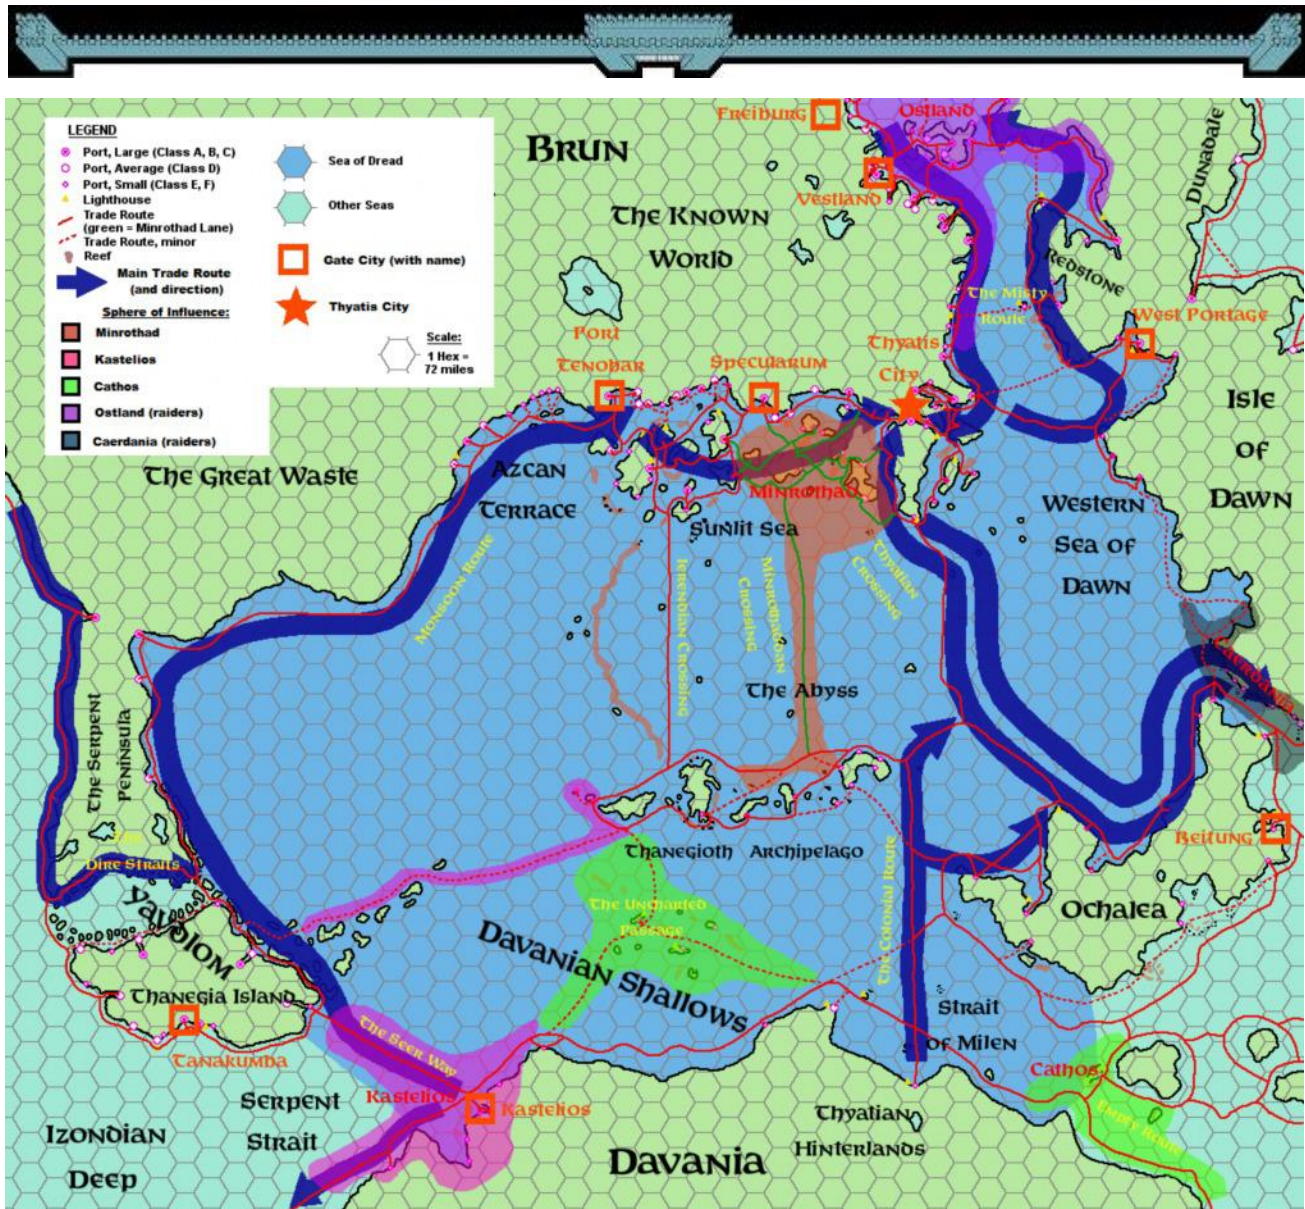 LEGEND
Port, Large (Class A, B, C)
Port, Average (Class D)
Port, Small (Class E, F)
Lighthouse
Trade Route
(green = Minrothad Lane)
Trade Route, minor
Reef
Main Trade Route
(and direction)
Sphere of Influence:
Minrothad
Kastelios
Cathos
Ostland (raiders)
Caerdania (raiders)
Sea of Dread
Other Seas
Gate City (with name)
Thyatis City
Scale:
1 Hex =
72 miles
Freiburg
Ostland
Brun
Vestland
Dunadale
The Known
World
Redstone
The Misty
Route
West Portage
Port
Tenobar
Specularum
Thyatis
City
Isle
of
Dawn
The Great Waste
Azcan
Terrace
Minrothad
Sunlit Sea
Western
Sea of
Dawn
Monsoon Route
Ierendian Crossing
Minrothaddan
Crossing
Thyatian
Crossing
Caerdania
The Abyss
The Serpent
Peninsula
Dire Straits
Reitung
Thanegioth Archipelago
The Colonial Route
Yavdlom
The Uncharted
Passage
Ochalea
Davanian Shallows
Thanegia Island
Tanakumba
The Seer Way
Strait
of Milen
Cathos
Kastelios
Kastelios
Serpent
Strait
Empty Route
Izondian
Deep
Thyatian
Hinterlands
Davania